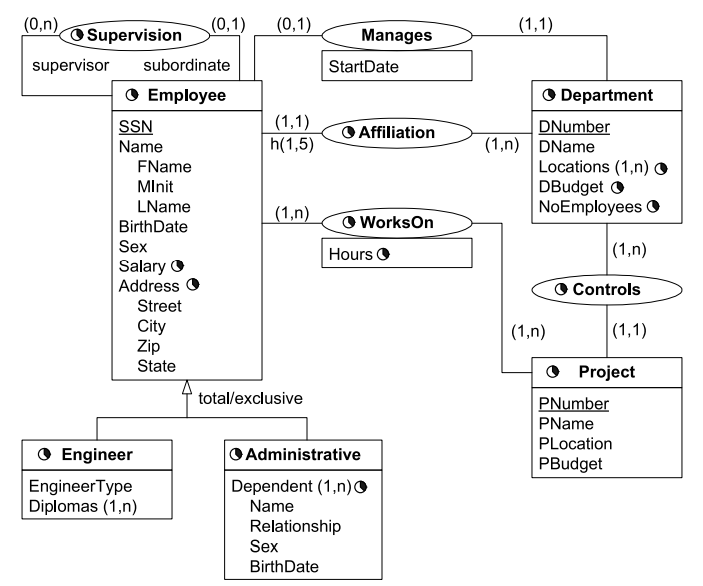 (0,n) Supervision (0,1)
supervisor subordinate
(0,1) Manages (1,1)
StartDate
Employee
SSN
Name
FName
MInit
LName
BirthDate
Sex
Salary
Address
Street
City
Zip
State
(1,1) Affiliation
h(1,5) (1,n)
Department
DNumber
DName
Locations (1,n)
DBudget
NoEmployees
(1,n) WorksOn
Hours
(1,n)
(1,n)
Controls
(1,1)
Project
PNumber
PName
PLocation
PBudget
total/exclusive
Engineer
EngineerType
Diplomas (1,n)
Administrative
Dependent (1,n)
Name
Relationship
Sex
BirthDate